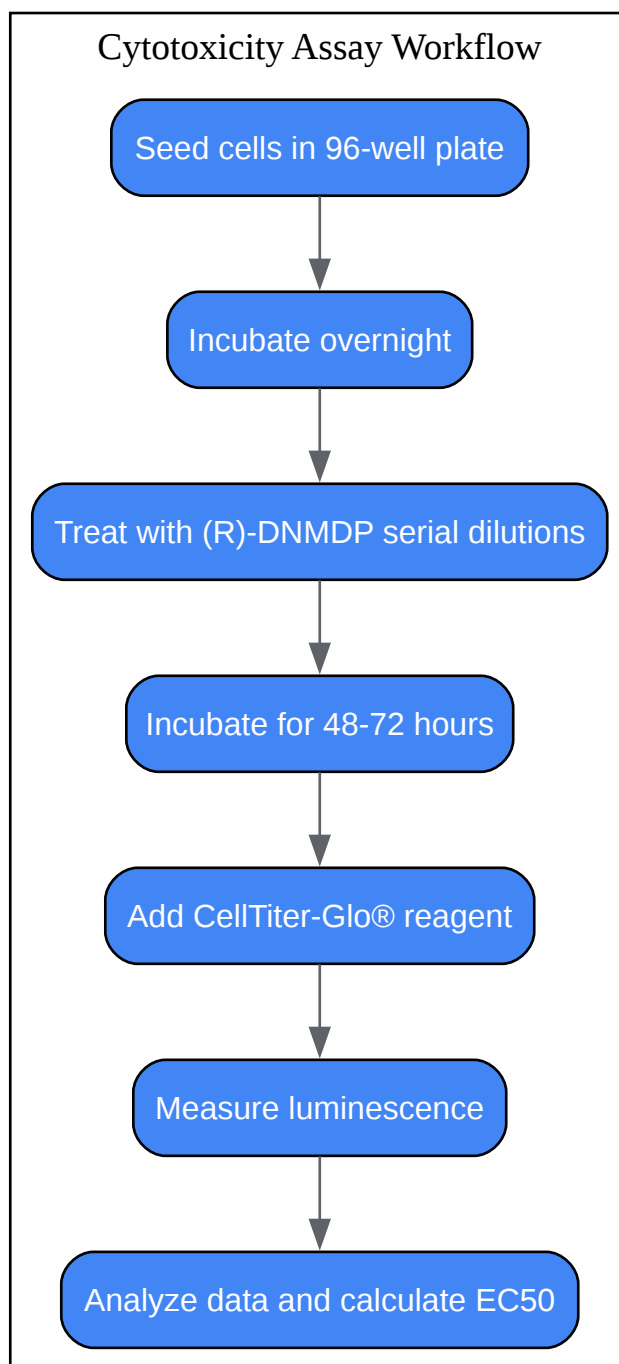 Cytotoxicity Assay Workflow
Seed cells in 96-well plate
Incubate overnight
Treat with (R)-DNMDP serial dilutions
Incubate for 48-72 hours
Add CellTiter-Glo® reagent
Measure luminescence
Analyze data and calculate EC50